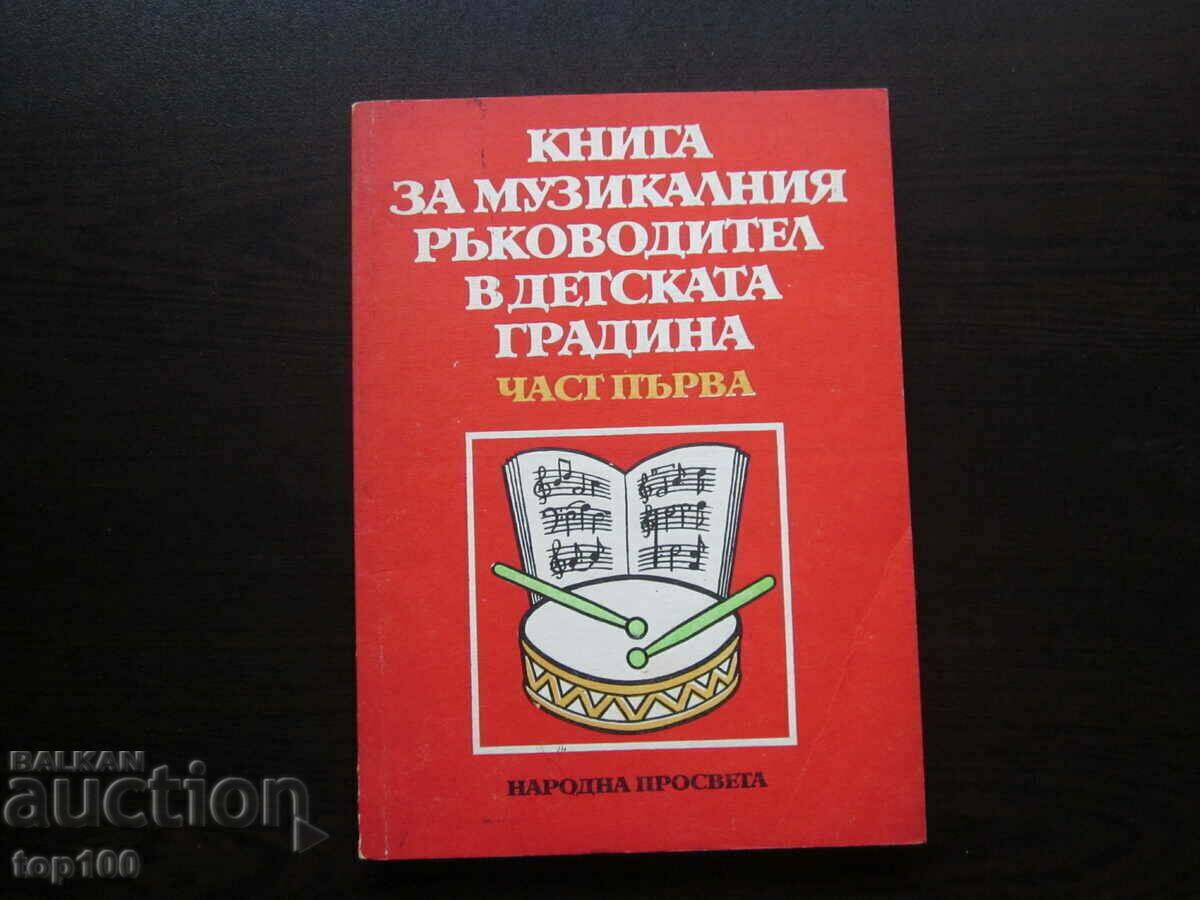 КНИГА
ЗА МУЗИКАЛНИЯ
РЪКОВОДИТЕЛ
В ДЕТСКАТА
ГРАДИНА
ЧАСТ ПЪРВА
НАРОДНА ПРОСВЕТА
BALKAN
auction
top100